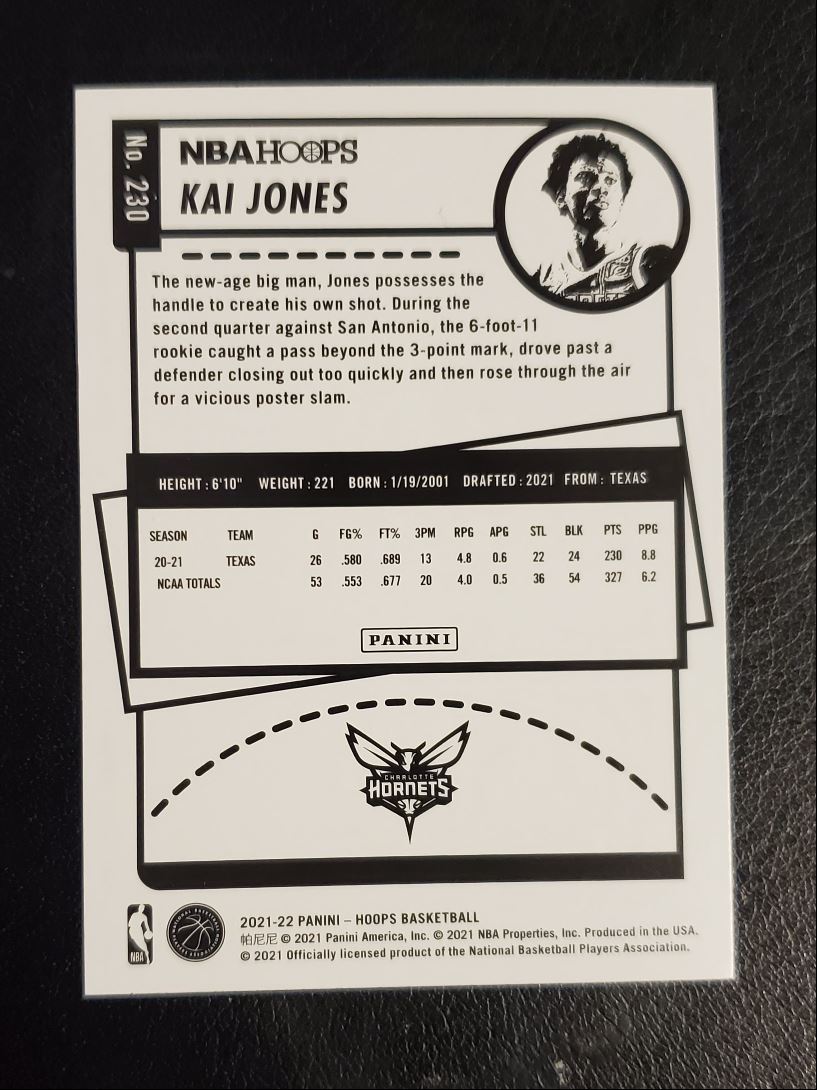 No. 230
NBA HOOPS
KAI JONES
The new-age big man, Jones possesses the
handle to create his own shot. During the
second quarter against San Antonio, the 6-foot-11
rookie caught a pass beyond the 3-point mark, drove past a
defender closing out too quickly and then rose through the air
for a vicious poster slam.
HEIGHT: 6'10" WEIGHT: 221 BORN: 1/19/2001 DRAFTED: 2021 FROM: TEXAS
SEASON TEAM G FG% FT% 3PM RPG APG STL BLK PTS PPG
20-21 TEXAS 26 .580 .689 13 4.8 0.6 22 24 230 8.8
NCAA TOTALS 53 .553 .677 20 4.0 0.5 36 54 327 6.2
PANINI
CHARLOTTE
HORNETS
NBA
2021-22 PANINI – HOOPS BASKETBALL
帕尼尼 © 2021 Panini America, Inc. © 2021 NBA Properties, Inc. Produced in the USA.
© 2021 Officially licensed product of the National Basketball Players Association.